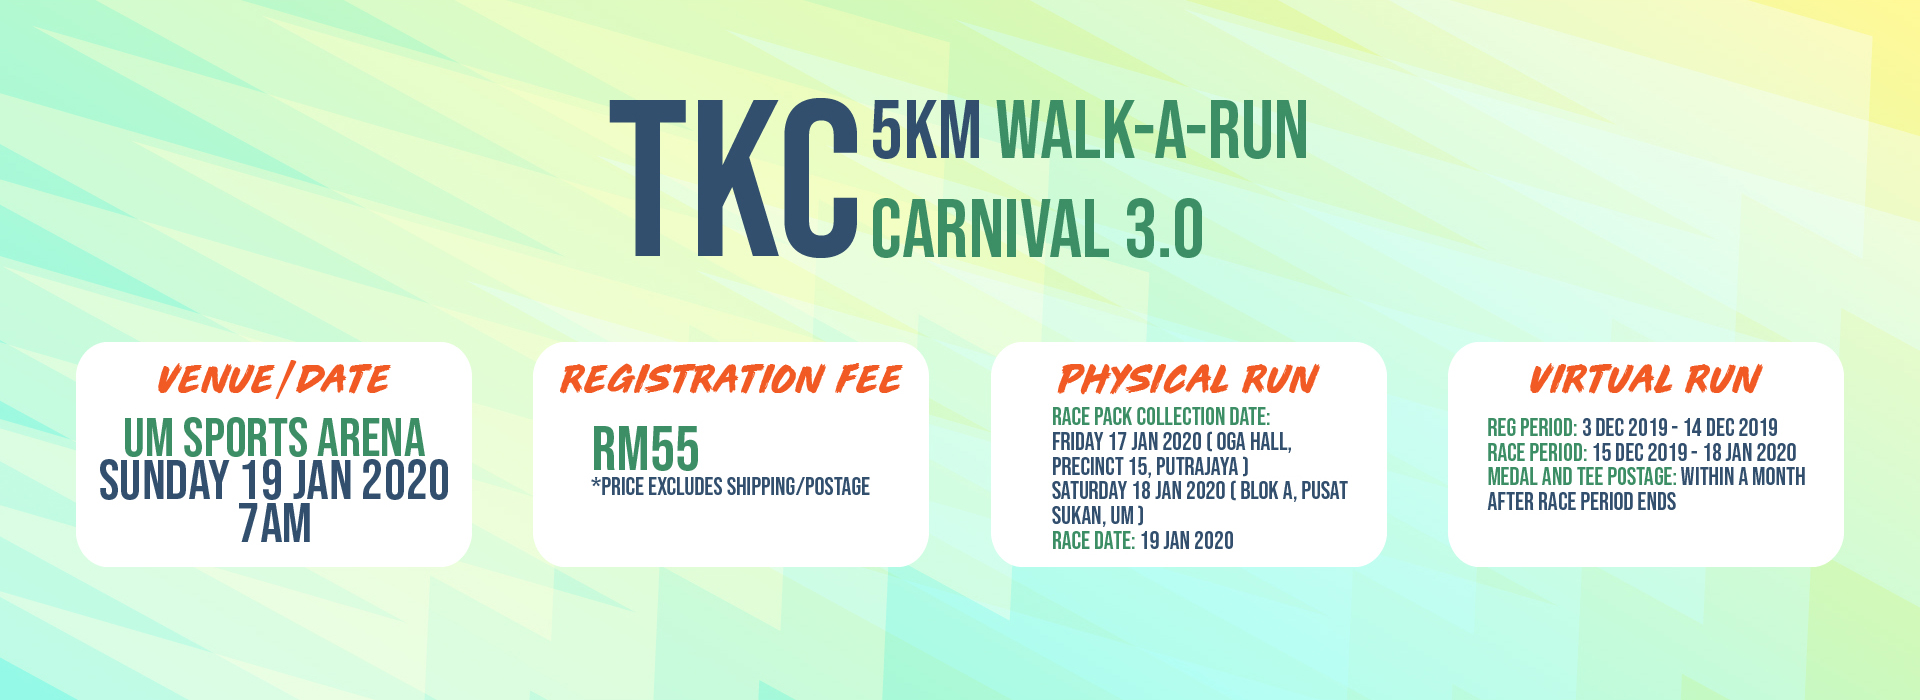 TKC 5KM WALK-A-RUN
CARNIVAL 3.0
VENUE/DATE
UM SPORTS ARENA
SUNDAY 19 JAN 2020
7AM
REGISTRATION FEE
RM55
*PRICE EXCLUDES SHIPPING/POSTAGE
PHYSICAL RUN
RACE PACK COLLECTION DATE:
FRIDAY 17 JAN 2020 ( OGA HALL,
PRECINCT 15, PUTRAJAYA )
SATURDAY 18 JAN 2020 ( BLOK A, PUSAT
SUKAN, UM )
RACE DATE: 19 JAN 2020
VIRTUAL RUN
REG PERIOD: 3 DEC 2019 - 14 DEC 2019
RACE PERIOD: 15 DEC 2019 - 18 JAN 2020
MEDAL AND TEE POSTAGE: WITHIN A MONTH
AFTER RACE PERIOD ENDS